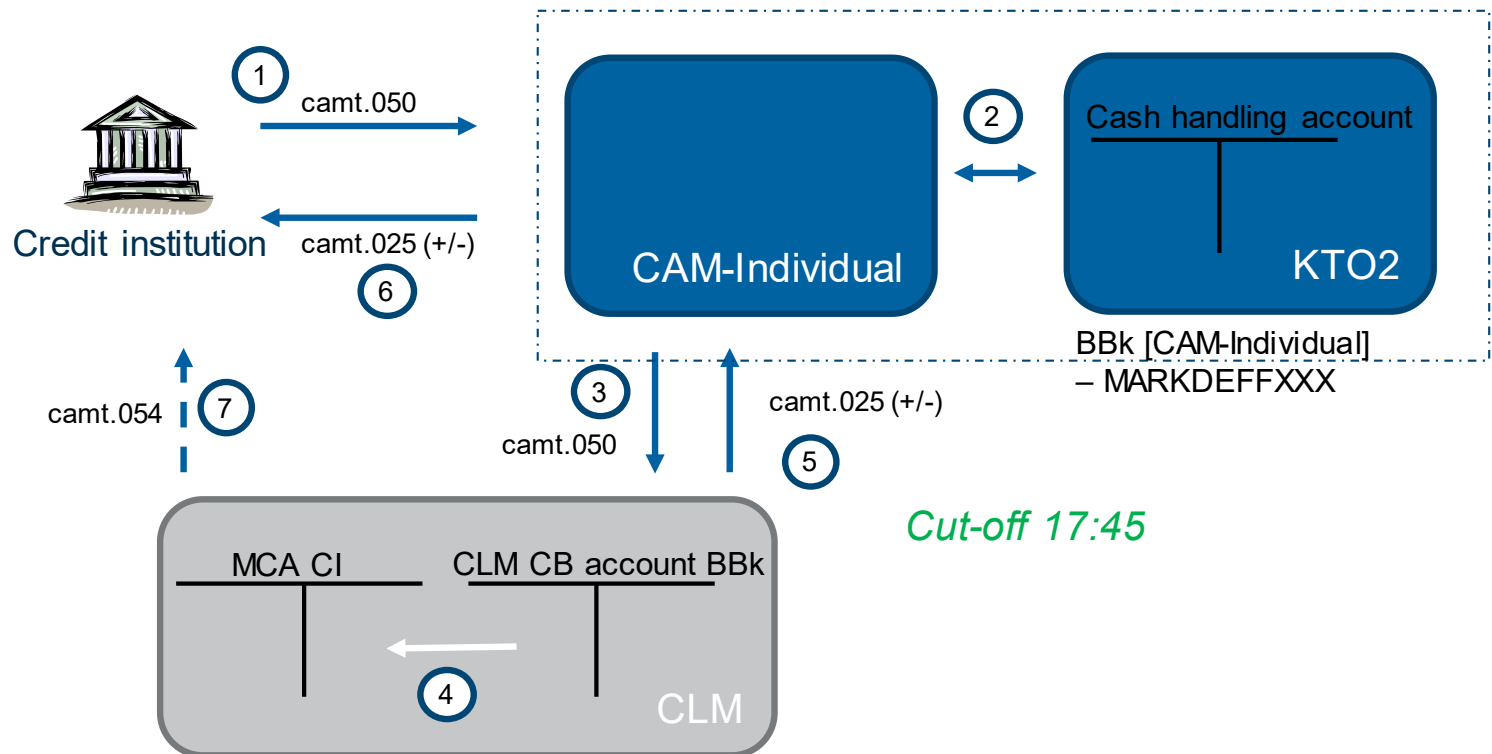 1
camt.050
2
Cash handling account
Credit institution
camt.025 (+/-)
6
CAM-Individual
KTO2
BBk [CAM-Individual]
– MARKDEFFXXX
3
camt.050
camt.025 (+/-)
5
camt.054
7
Cut-off 17:45
MCA CI
CLM CB account BBk
4
CLM